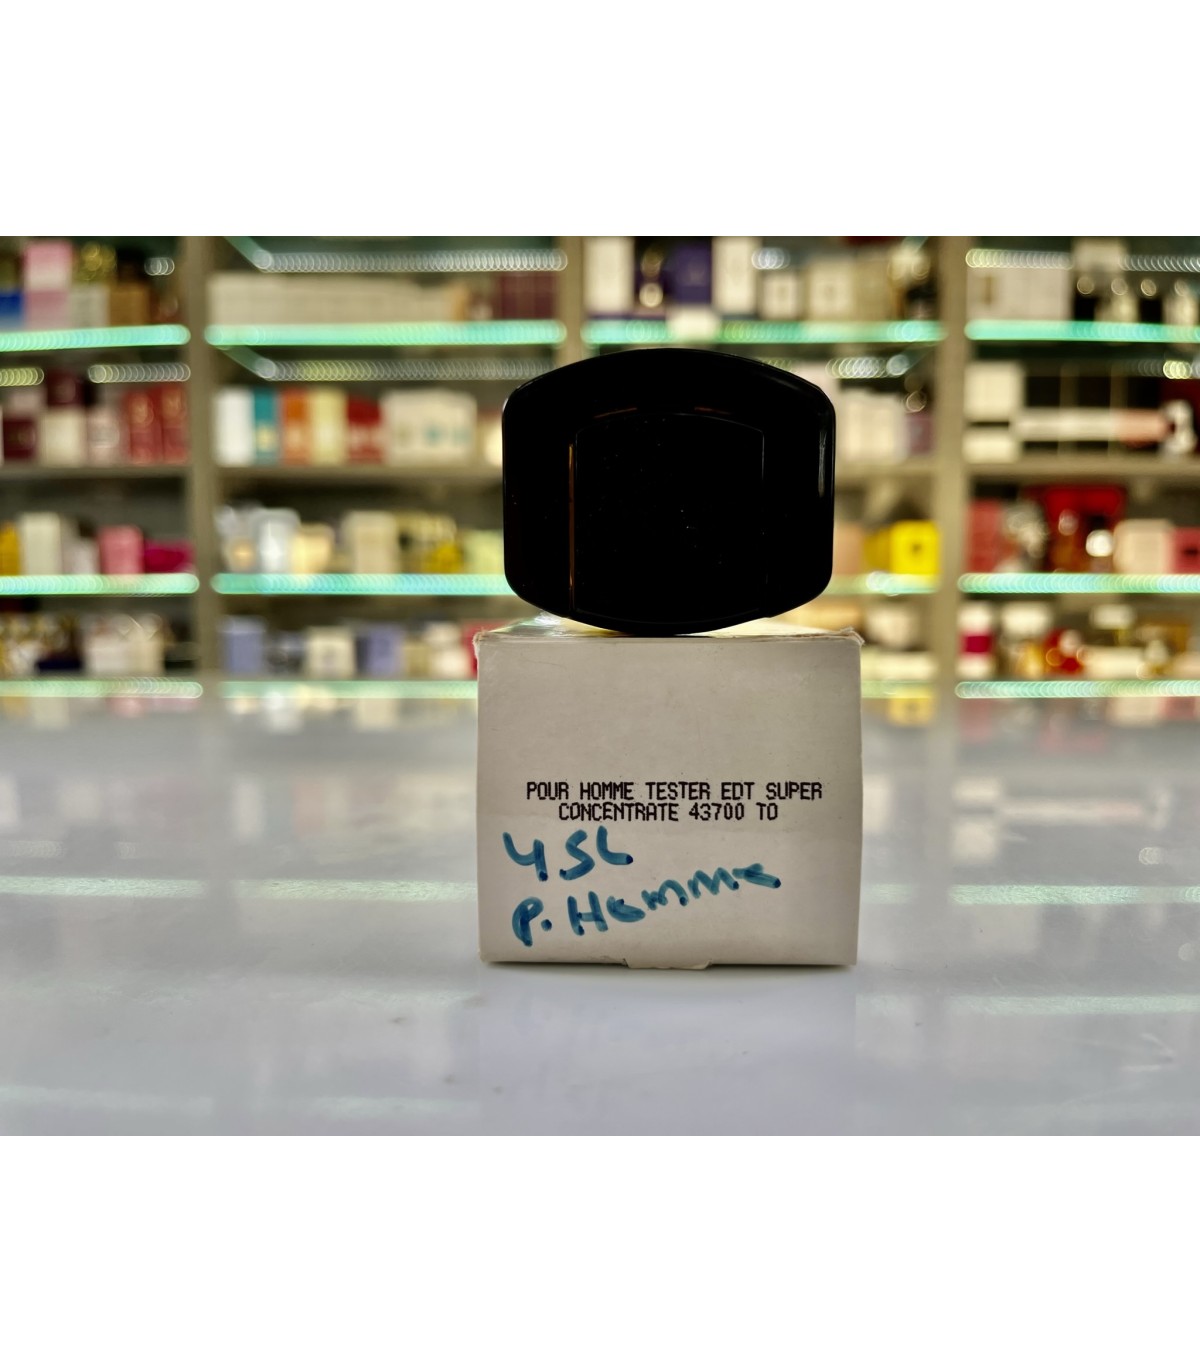 POUR HOMME TESTER EDT SUPER
CONCENTRATE 43700 TO
YSL
P. Homme